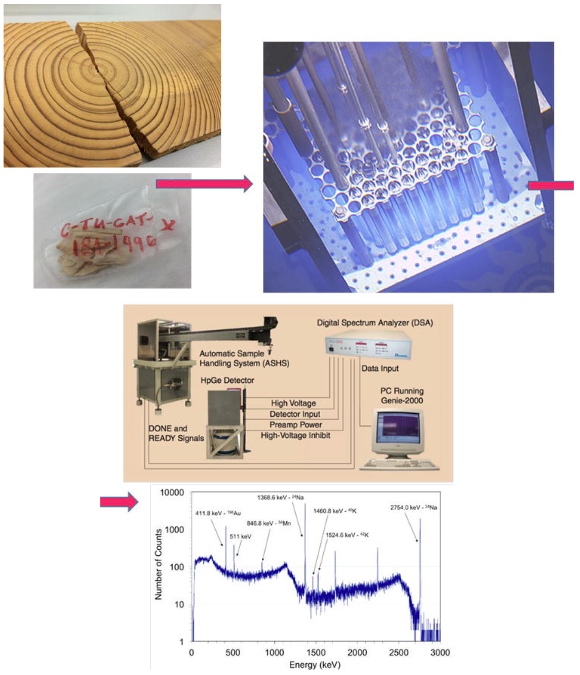 C-TU-CAT-
18A-1996
Digital Spectrum Analyzer (DSA)
Automatic Sample
Handling System (ASHS)
Data Input
HpGe Detector
PC Running
Genie-2000
High Voltage
Detector Input
DONE and
READY Signals
Preamp Power
High-Voltage Inhibit
10000
1368.6 keV - ²⁴Na
1460.8 keV - ⁴⁰K
2754.0 keV - ²⁴Na
411.8 keV - ¹⁹⁸Au
846.8 keV - ⁵⁶Mn
1524.6 keV - ⁴²K
511 keV
1000
100
10
1
Number of Counts
0
500
1000
1500
2000
2500
3000
Energy (keV)